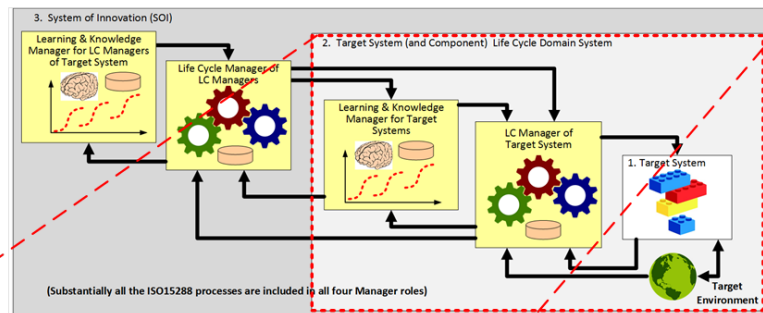 3. System of Innovation (SOI)
Learning & Knowledge
Manager for LC Managers
of Target System
2. Target System (and Component) Life Cycle Domain System
Life Cycle Manager of
LC Managers
Learning & Knowledge
Manager for Target
Systems
LC Manager of
Target System
1. Target System
(Substantially all the ISO15288 processes are included in all four Manager roles)
Target
Environment